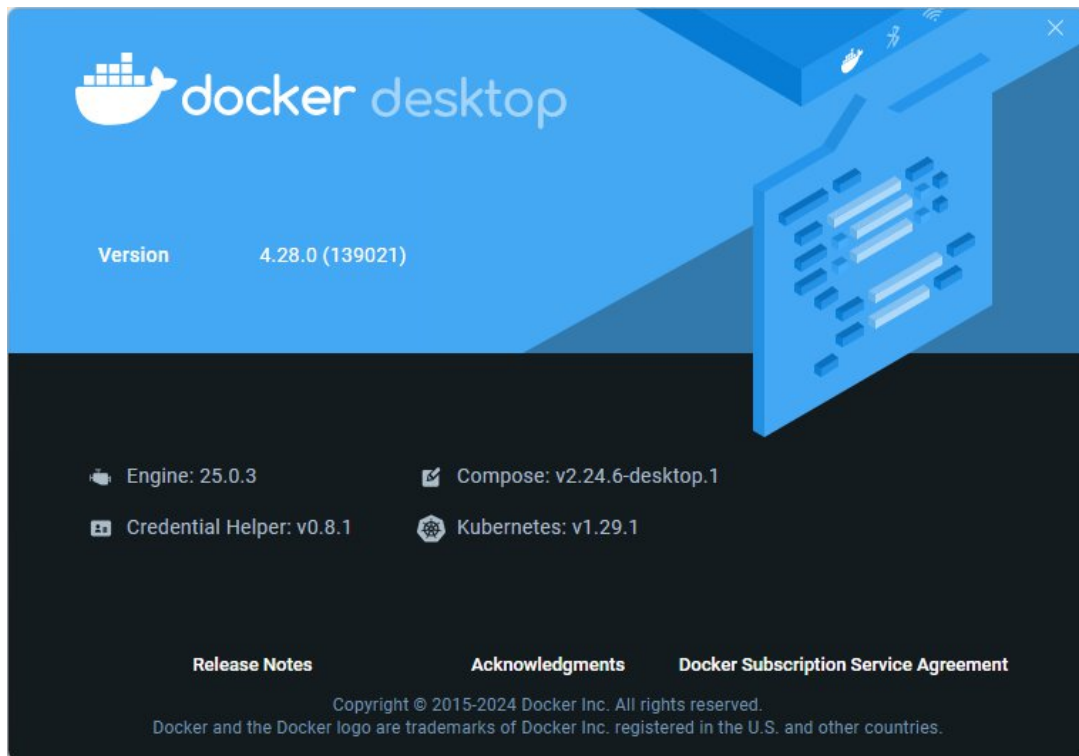 docker desktop
Version 4.28.0 (139021)
Engine: 25.0.3 Compose: v2.24.6-desktop.1
Credential Helper: v0.8.1 Kubernetes: v1.29.1
Release Notes Acknowledgments Docker Subscription Service Agreement
Copyright © 2015-2024 Docker Inc. All rights reserved.
Docker and the Docker logo are trademarks of Docker Inc. registered in the U.S. and other countries.